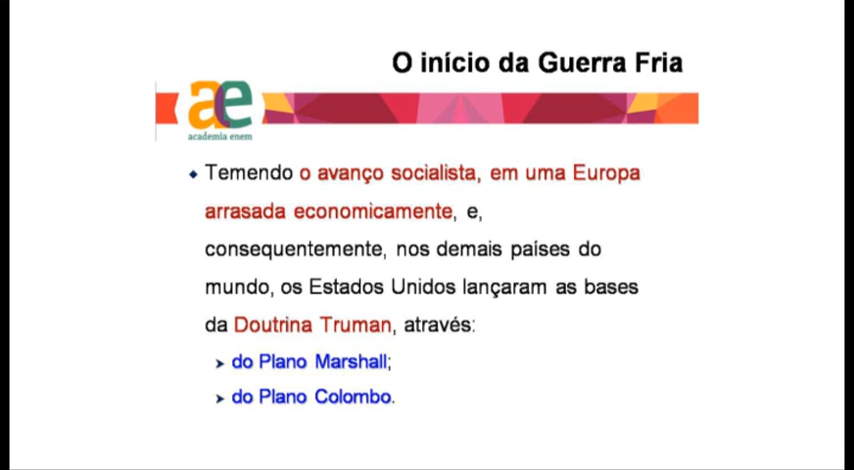 O início da Guerra Fria
ae
academia enem
Temendo o avanço socialista, em uma Europa
arrasada economicamente, e,
consequentemente, nos demais países do
mundo, os Estados Unidos lançaram as bases
da Doutrina Truman, através:
do Plano Marshall;
do Plano Colombo.